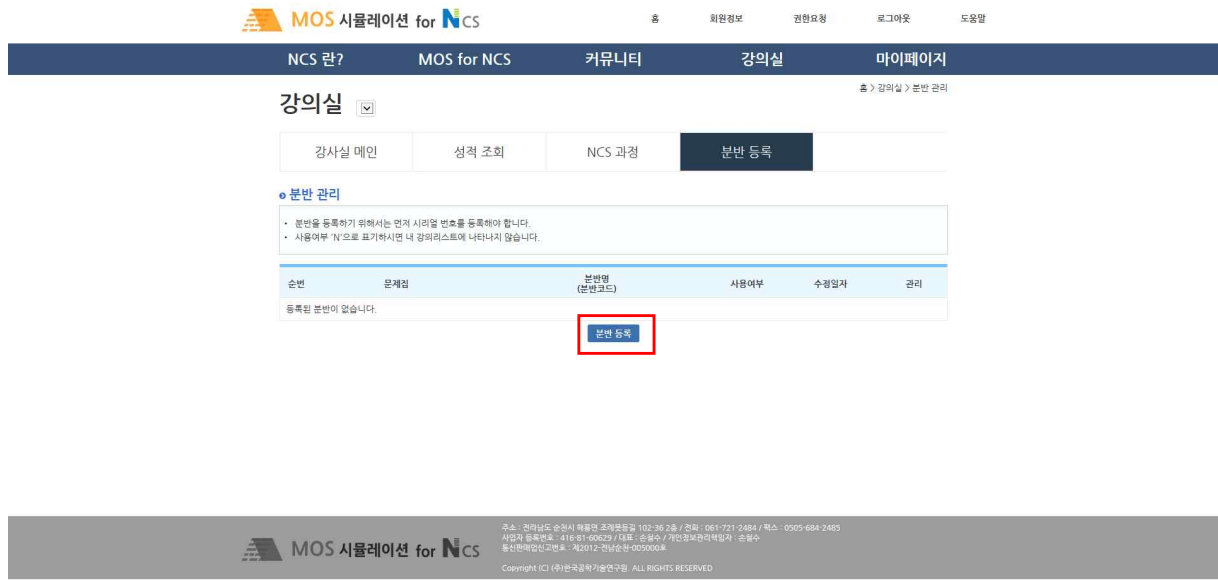 MOS 시뮬레이션 for NCS
홈 회원정보 권한요청 로그아웃 도움말
NCS 란? MOS for NCS 커뮤니티 강의실 마이페이지
강의실
홈 > 강의실 > 분반 관리
강사실 메인 성적 조회 NCS 과정 분반 등록
분반 관리
• 분반을 등록하기 위해서는 먼저 시리얼 번호를 등록해야 합니다.
• 사용여부 'N'으로 표기하시면 내 강의리스트에 나타나지 않습니다.
순번 문제집 분반명 사용여부 수정일자 관리
(분반코드)
등록된 분반이 없습니다.
분반 등록
주소 : 전라남도 순천시 해룡면 조례못등길 102-36 2층 / 전화 : 061-721-2484 / 팩스 : 0505-684-2485
사업자 등록번호 : 416-81-60629 / 대표 : 손철수 / 개인정보관리책임자 : 손철수
통신판매업신고번호 : 제2012-전남순천-005000호
MOS 시뮬레이션 for NCS
Copyright (C) (주)한국공학기술연구원. ALL RIGHTS RESERVED